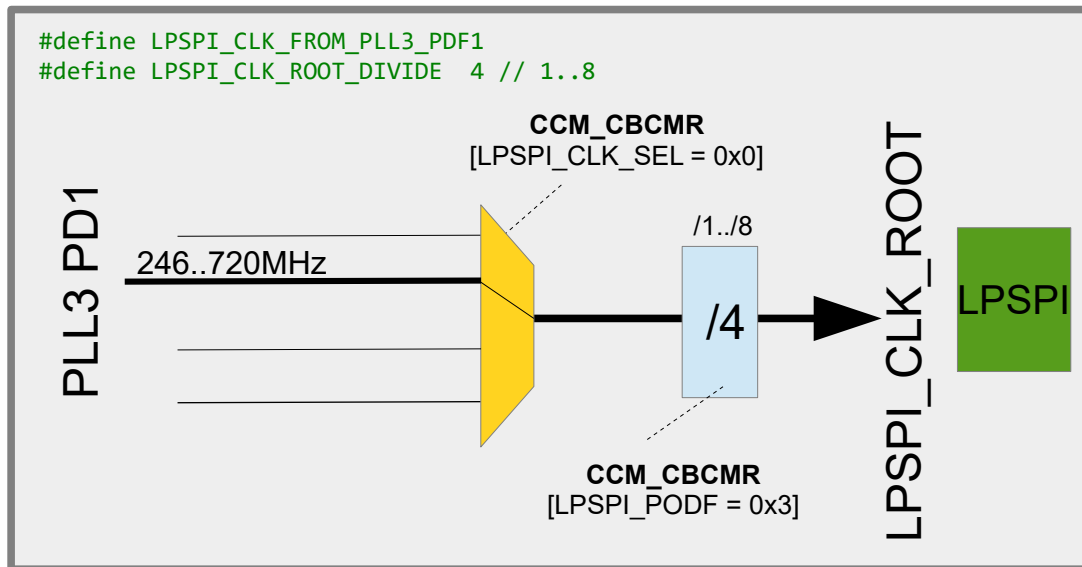 #define LPSPI_CLK_FROM_PLL3_PDF1
#define LPSPI_CLK_ROOT_DIVIDE  4 // 1..8
CCM_CBCMR
[LPSPI_CLK_SEL = 0x0]
PLL3 PD1
246..720MHz
/1../8
/4
LPSPI_CLK_ROOT
LPSPI
CCM_CBCMR
[LPSPI_PODF = 0x3]